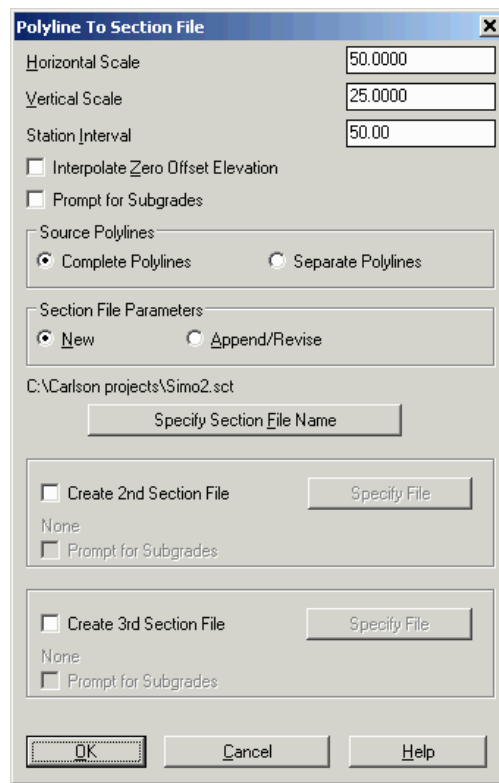 Polyline To Section File
Horizontal Scale 50.0000
Vertical Scale 25.0000
Station Interval 50.00
Interpolate Zero Offset Elevation
Prompt for Subgrades
Source Polylines
Complete Polylines Separate Polylines
Section File Parameters
New Append/Revise
C:\Carlson projects\Simo2.sct
Specify Section File Name
Create 2nd Section File Specify File
None
Prompt for Subgrades
Create 3rd Section File Specify File
None
Prompt for Subgrades
OK Cancel Help